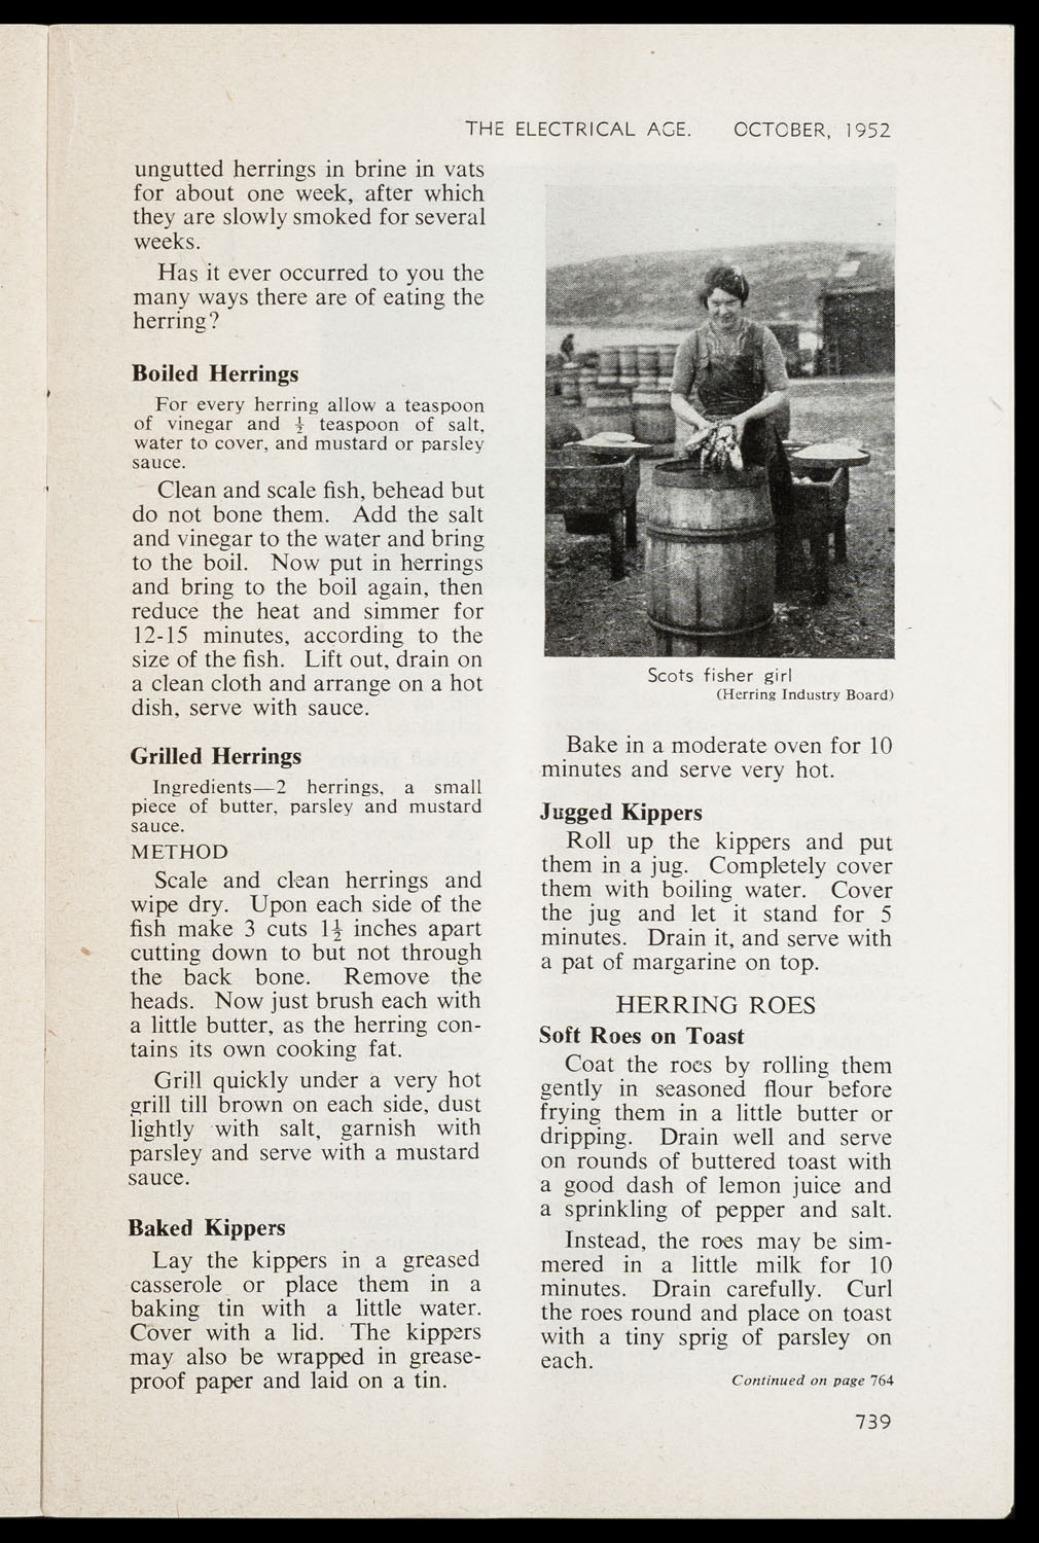 THE ELECTRICAL AGE. OCTOBER, 1952
ungutted herrings in brine in vats
for about one week, after which
they are slowly smoked for several
weeks.
Has it ever occurred to you the
many ways there are of eating the
herring?
Boiled Herrings
For every herring allow a teaspoon
of vinegar and ½ teaspoon of salt,
water to cover, and mustard or parsley
sauce.
Clean and scale fish, behead but
do not bone them. Add the salt
and vinegar to the water and bring
to the boil. Now put in herrings
and bring to the boil again, then
reduce the heat and simmer for
12-15 minutes, according to the
size of the fish. Lift out, drain on
a clean cloth and arrange on a hot
dish, serve with sauce.
Grilled Herrings
Ingredients—2 herrings, a small
piece of butter, parsley and mustard
sauce.
METHOD
Scale and clean herrings and
wipe dry. Upon each side of the
fish make 3 cuts 1½ inches apart
cutting down to but not through
the back bone. Remove the
heads. Now just brush each with
a little butter, as the herring con-
tains its own cooking fat.
Grill quickly under a very hot
grill till brown on each side, dust
lightly with salt, garnish with
parsley and serve with a mustard
sauce.
Baked Kippers
Lay the kippers in a greased
casserole or place them in a
baking tin with a little water.
Cover with a lid. The kippers
may also be wrapped in grease-
proof paper and laid on a tin.
Scots fisher girl
(Herring Industry Board)
Bake in a moderate oven for 10
minutes and serve very hot.
Jugged Kippers
Roll up the kippers and put
them in a jug. Completely cover
them with boiling water. Cover
the jug and let it stand for 5
minutes. Drain it, and serve with
a pat of margarine on top.
HERRING ROES
Soft Roes on Toast
Coat the roes by rolling them
gently in seasoned flour before
frying them in a little butter or
dripping. Drain well and serve
on rounds of buttered toast with
a good dash of lemon juice and
a sprinkling of pepper and salt.
Instead, the roes may be sim-
mered in a little milk for 10
minutes. Drain carefully. Curl
the roes round and place on toast
with a tiny sprig of parsley on
each.
Continued on page 764
739